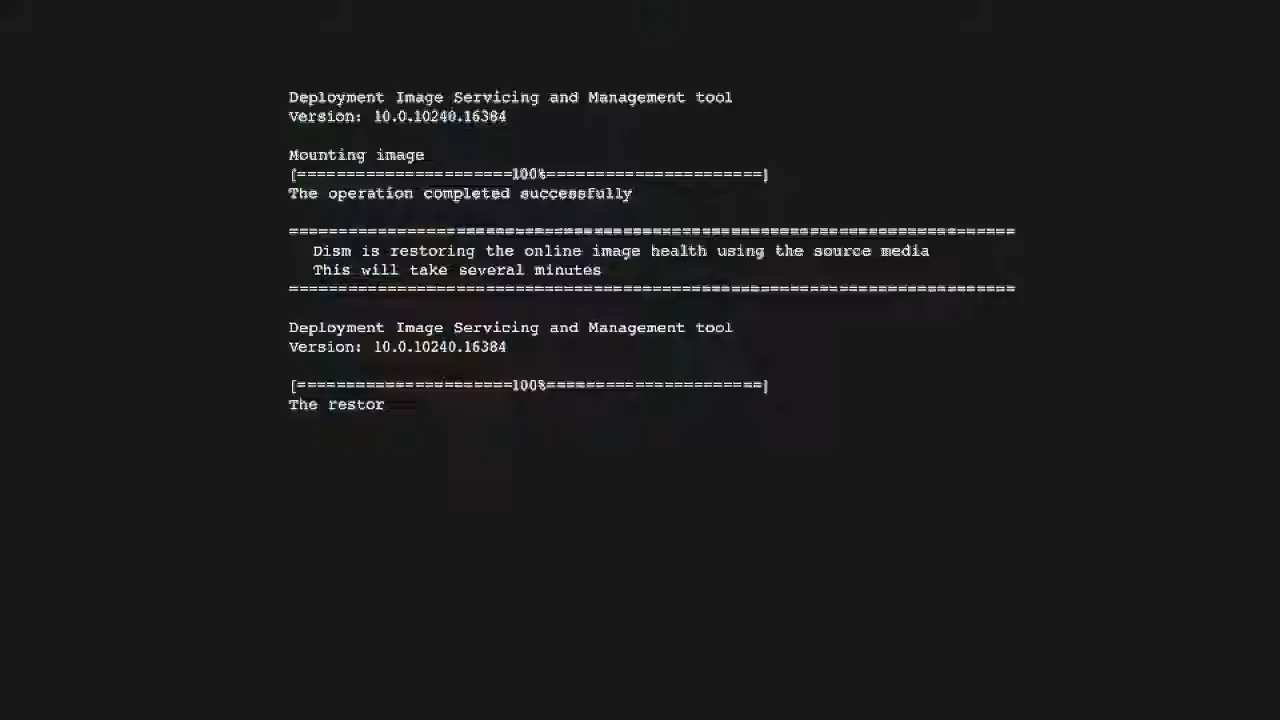 Deployment Image Servicing and Management tool
Version: 10.0.10240.16384
Mounting image
[======================100%======================]
The operation completed successfully
===========================================================================
Dism is restoring the online image health using the source media
This will take several minutes
===========================================================================
Deployment Image Servicing and Management tool
Version: 10.0.10240.16384
[======================100%======================]
The restor